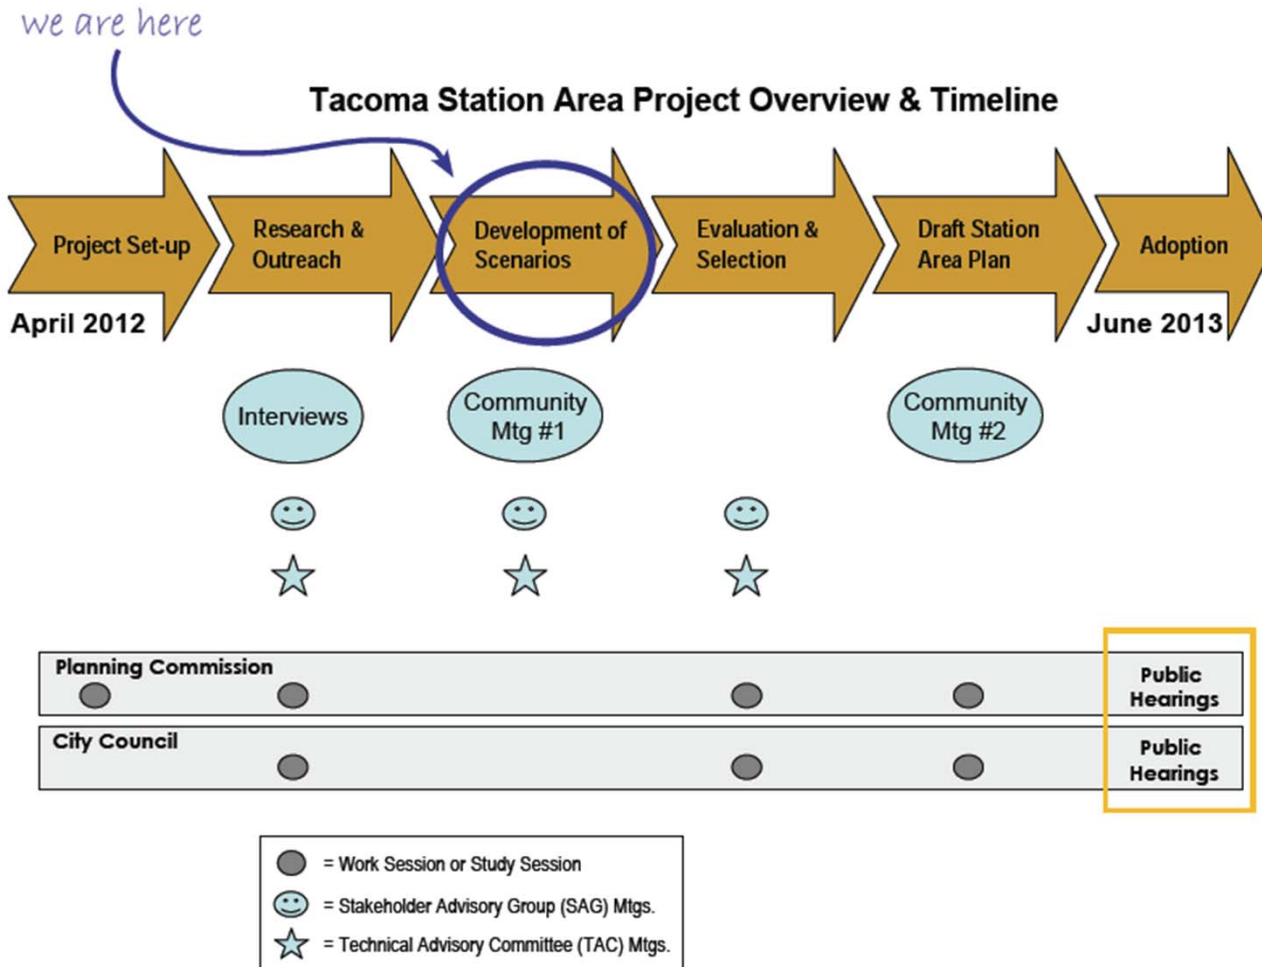 we are here
Tacoma Station Area Project Overview & Timeline
Project Set-up
Research &
Outreach
Development of
Scenarios
Evaluation &
Selection
Draft Station
Area Plan
Adoption
April 2012
June 2013
Interviews
Community
Mtg #1
Community
Mtg #2
Planning Commission
Public
Hearings
City Council
Public
Hearings
= Work Session or Study Session
= Stakeholder Advisory Group (SAG) Mtgs.
= Technical Advisory Committee (TAC) Mtgs.